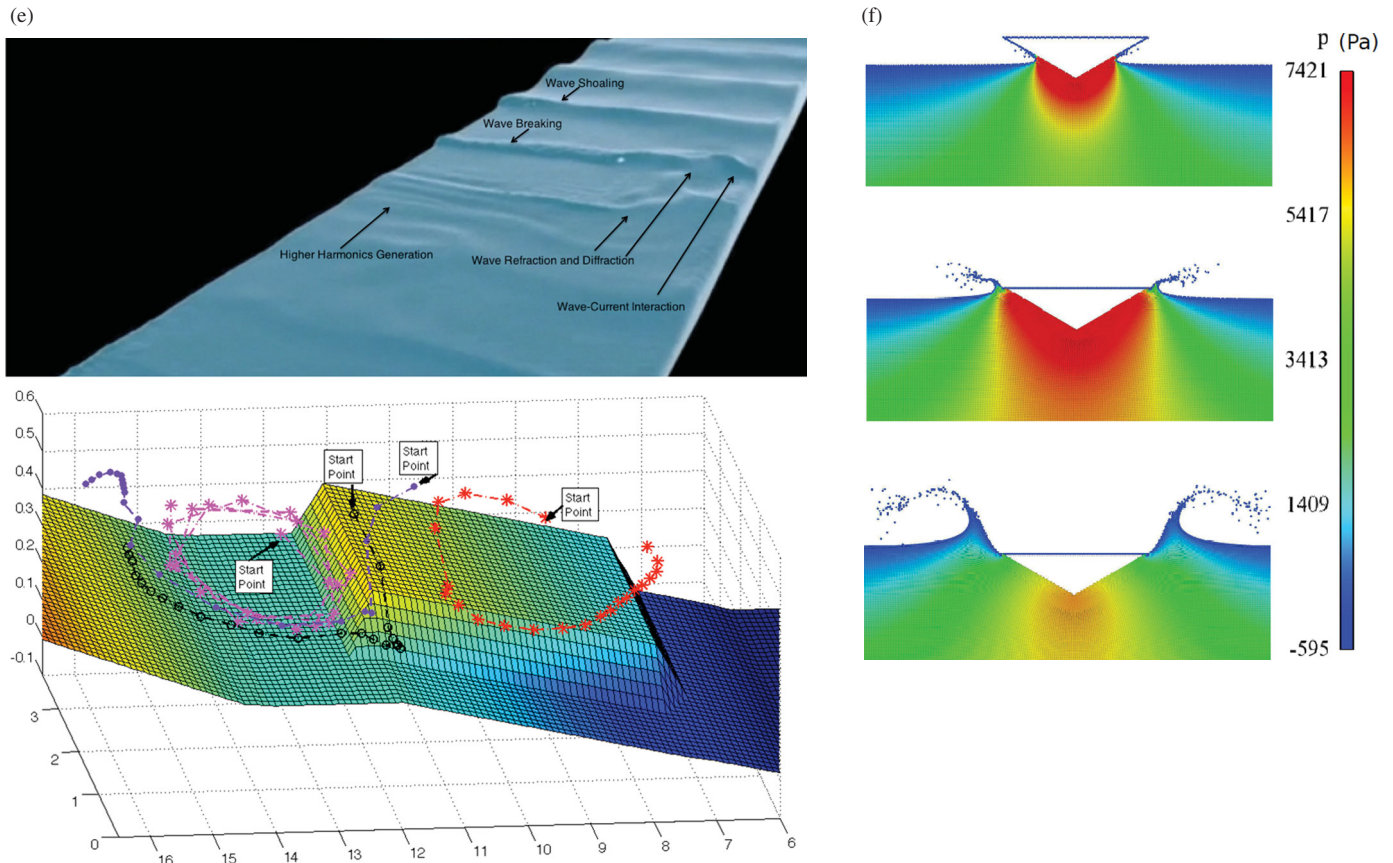 (e)
Wave Shoaling
Wave Breaking
Higher Harmonics Generation
Wave Refraction and Diffraction
Wave-Current Interaction
0.6
0.5
0.4
0.3
0.2
0.1
0
-0.1
3
2
1
0
16
15
14
13
12
11
10
9
8
7
6
Start
Point
Start
Point
Start
Point
Start
Point
(f)
p (Pa)
7421
5417
3413
1409
-595